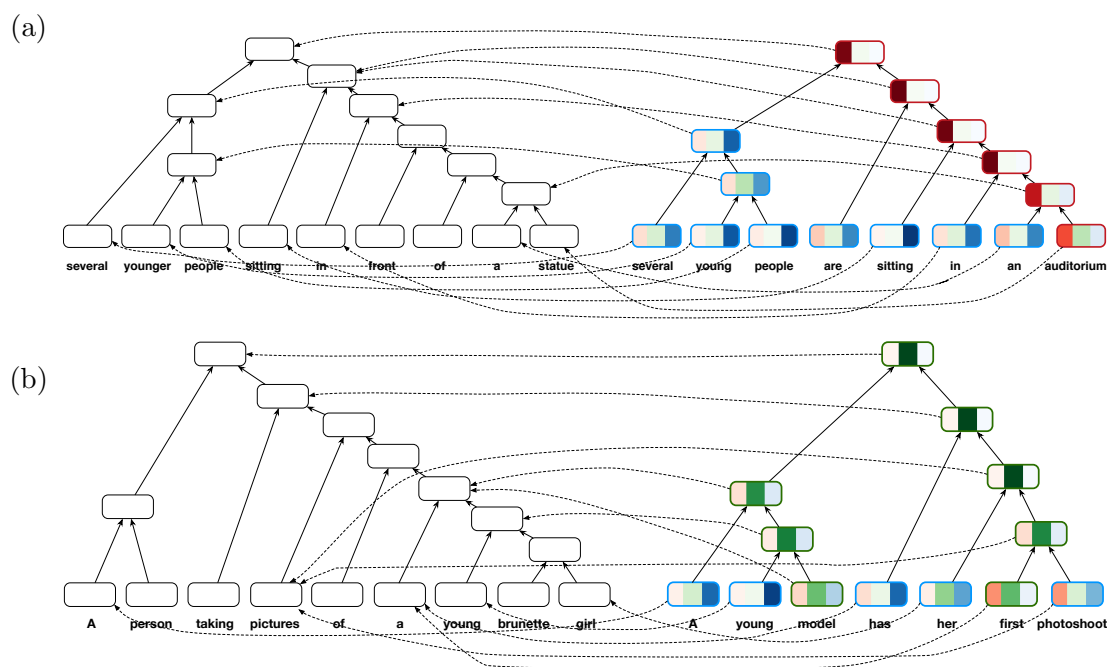 (a)
several younger people sitting in front of a statue several young people are sitting in an auditorium
(b)
A person taking pictures of a young brunette girl A young model has her first photoshoot